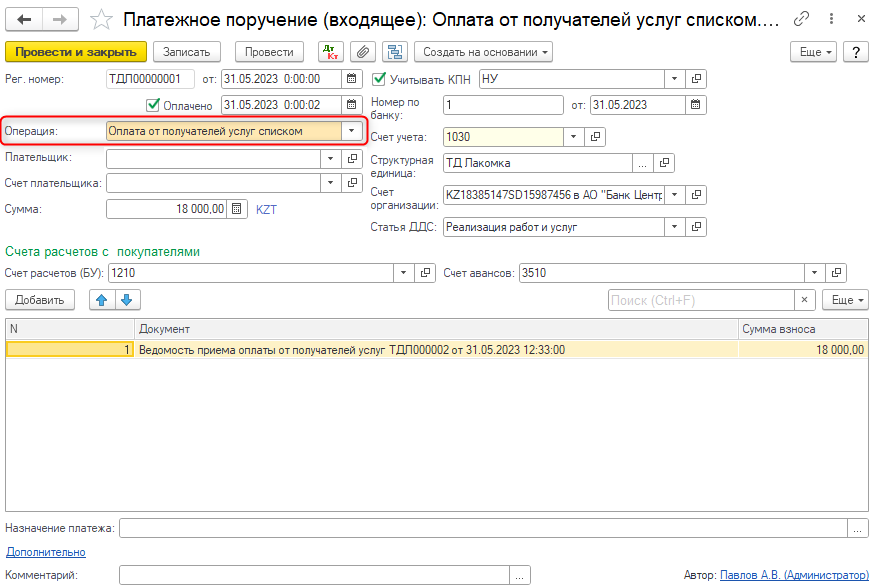 Платежное поручение (входящее): Оплата от получателей услуг списком....
Провести и закрыть Записать Провести Дт Кт Создать на основании Еще ?
Рег. номер: ТДЛ00000001 от: 31.05.2023 0:00:00 Учитывать КПН НУ
Оплачено 31.05.2023 0:00:02 Номер по банку: 1 от: 31.05.2023
Операция: Оплата от получателей услуг списком Счет учета: 1030
Плательщик: Структурная единица: ТД Лакомка ...
Счет плательщика: Счет организации: KZ18385147SD15987456 в АО "Банк Центр
Сумма: 18 000,00 KZT Статья ДДС: Реализация работ и услуг
Счета расчетов с покупателями
Счет расчетов (БУ): 1210 Счет авансов: 3510
Добавить Поиск (Ctrl+F) × Еще
N Документ Сумма взноса
1 Ведомость приема оплаты от получателей услуг ТДЛ000002 от 31.05.2023 12:33:00 18 000,00
Назначение платежа: ...
Дополнительно
Комментарий: ... Автор: Павлов А.В. (Администратор)